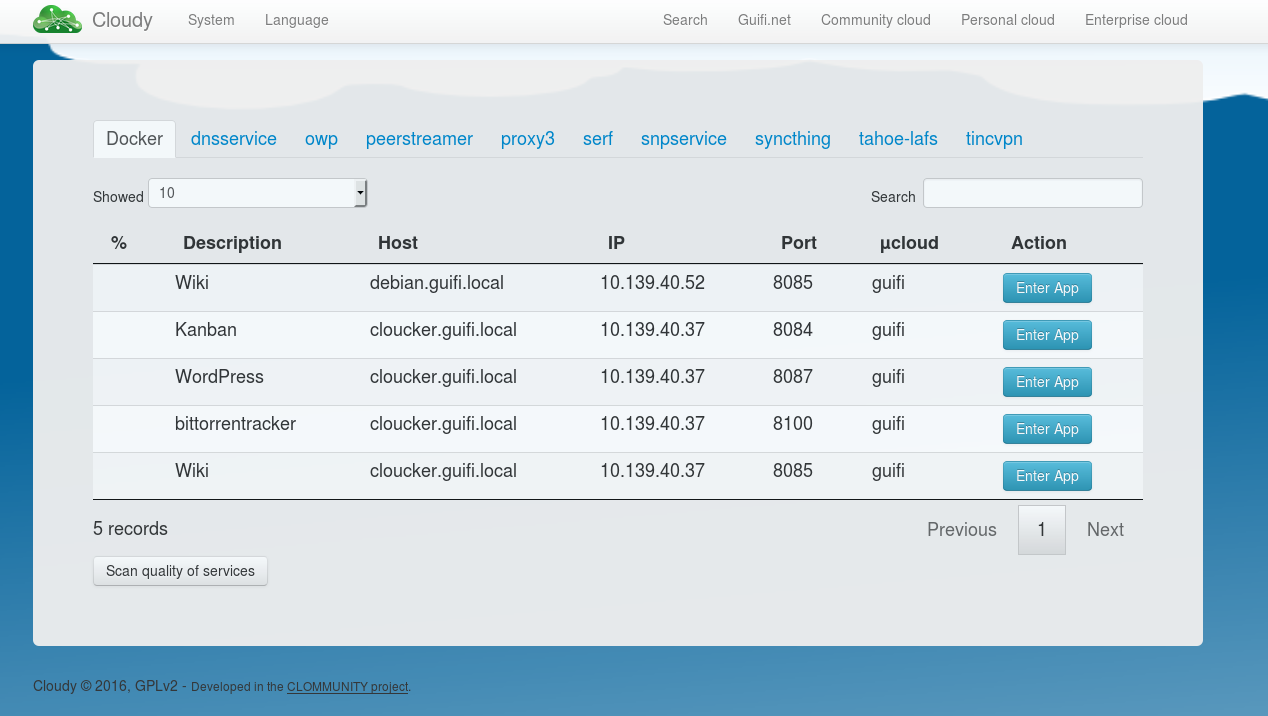 Cloudy System Language Search Guifi.net Community cloud Personal cloud Enterprise cloud
Docker dnsservice owp peerstreamer proxy3 serf snpservice syncthing tahoe-lafs tincvpn
Showed 10 Search
% Description Host IP Port µcloud Action
Wiki debian.guifi.local 10.139.40.52 8085 guifi Enter App
Kanban cloucker.guifi.local 10.139.40.37 8084 guifi Enter App
WordPress cloucker.guifi.local 10.139.40.37 8087 guifi Enter App
bittorrentracker cloucker.guifi.local 10.139.40.37 8100 guifi Enter App
Wiki cloucker.guifi.local 10.139.40.37 8085 guifi Enter App
5 records Previous 1 Next
Scan quality of services
Cloudy © 2016, GPLv2 - Developed in the CLOMMUNITY project.